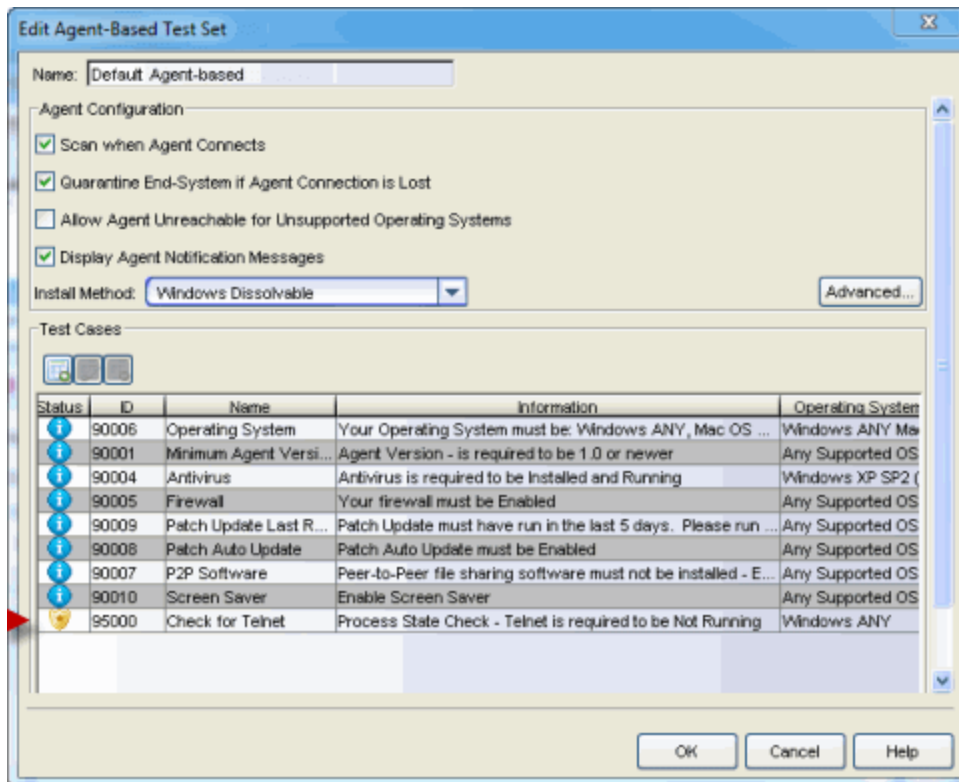 Edit Agent-Based Test Set
Name: Default Agent-based
Agent Configuration
Scan when Agent Connects
Quarantine End-System if Agent Connection is Lost
Allow Agent Unreachable for Unsupported Operating Systems
Display Agent Notification Messages
Install Method: Windows Dissolvable Advanced...
Test Cases
Status ID Name Information Operating System
90006 Operating System Your Operating System must be: Windows ANY, Mac OS ... Windows ANY Ma
90001 Minimum Agent Versi... Agent Version - is required to be 1.0 or newer Any Supported OS
90004 Antivirus Antivirus is required to be Installed and Running Windows XP SP2 (
90005 Firewall Your firewall must be Enabled Any Supported OS
90009 Patch Update Last R... Patch Update must have run in the last 5 days. Please run ... Any Supported OS
90008 Patch Auto Update Patch Auto Update must be Enabled Any Supported OS
90007 P2P Software Peer-to-Peer file sharing software must not be installed - E... Any Supported OS
90010 Screen Saver Enable Screen Saver Any Supported OS
95000 Check for Telnet Process State Check - Telnet is required to be Not Running Windows ANY
OK Cancel Help